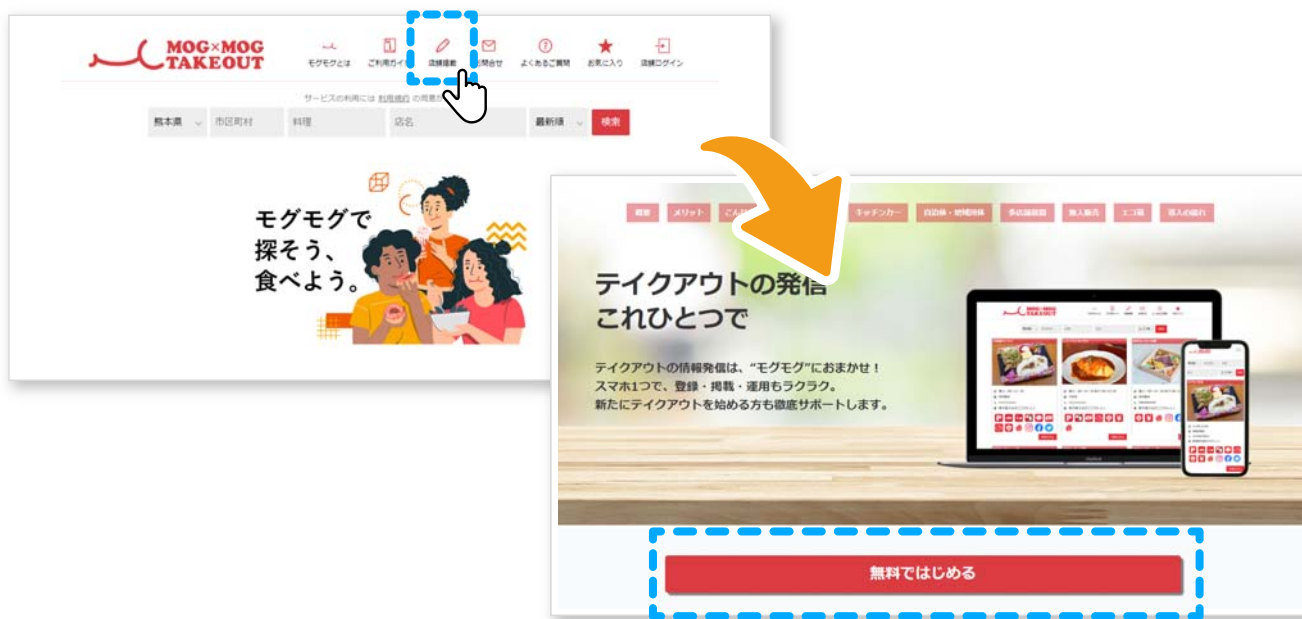 MOG×MOG
TAKEOUT
モグモグとは
ご利用ガイド
店舗掲載
よくあるご質問
お気に入り
店舗ログイン
サービスの利用には 利用規約 の同意が
熊本県
市区町村
料理
店名
最新順
検索
モグモグで
探そう、
食べよう。
概要
メリット
キッチンカー
自治体・地域団体
多店舗展開
無人販売
エコ箱
導入の流れ
テイクアウトの発信
これひとつで
テイクアウトの情報発信は、“モグモグ”におまかせ！
スマホ1つで、登録・掲載・運用もラクラク。
新たにテイクアウトを始める方も徹底サポートします。
MOG×MOG
TAKEOUT
無料ではじめる